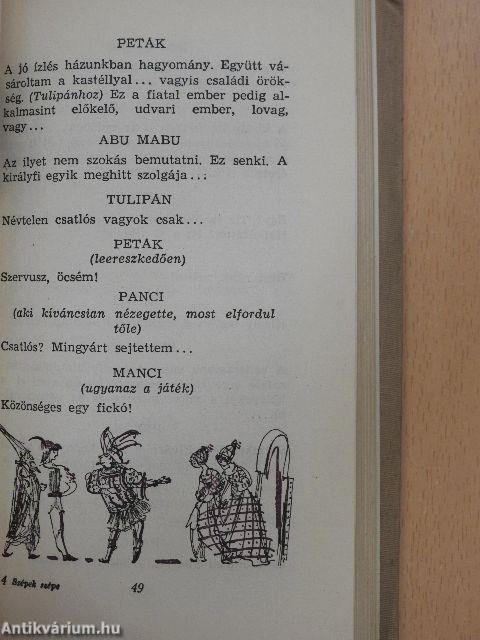 PETÁK
A jó ízlés házunkban hagyomány. Együtt vá-
sároltam a kastéllyal... vagyis családi örök-
ség. (Tulipánhoz) Ez a fiatal ember pedig al-
kalmasint előkelő, udvari ember, lovag,
vagy...
ABU MABU
Az ilyet nem szokás bemutatni. Ez senki. A
királyfi egyik meghitt szolgája...
TULIPÁN
Névtelen csatlós vagyok csak...
PETÁK
(leereszkedően)
Szervusz, öcsém!
PANCI
(aki kíváncsian nézegette, most elfordul
tőle)
Csatlós? Mingyárt sejtettem...
MANCI
(ugyanaz a játék)
Közönséges egy fickó!
4 Szépek szépe
49
Antikvárium.hu